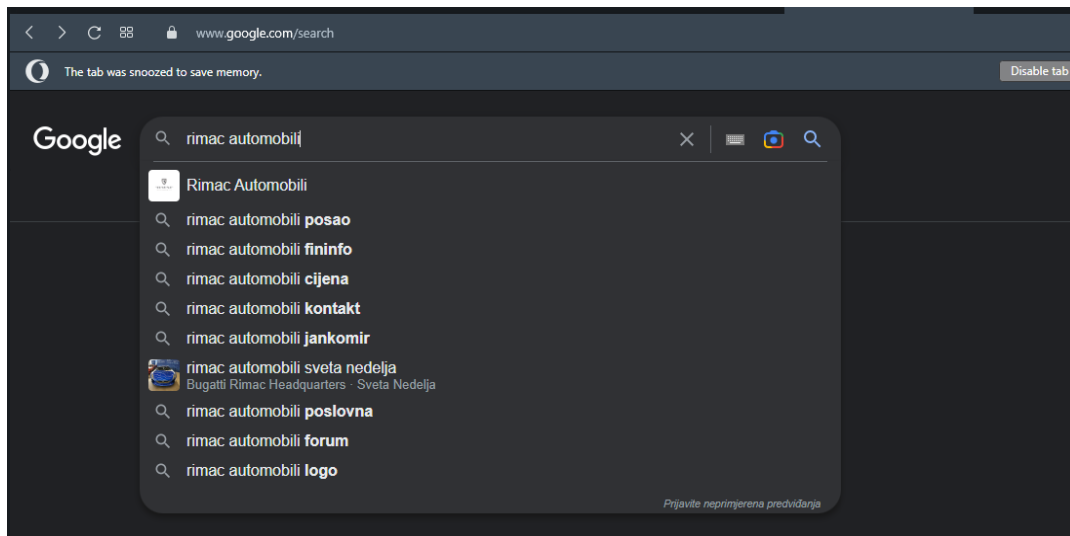 www.google.com/search
The tab was snoozed to save memory.
Disable tab
Google
rimac automobili
Rimac Automobili
rimac automobili posao
rimac automobili fininfo
rimac automobili cijena
rimac automobili kontakt
rimac automobili jankomir
rimac automobili sveta nedelja
Bugatti Rimac Headquarters · Sveta Nedelja
rimac automobili poslovna
rimac automobili forum
rimac automobili logo
Prijavite neprimjerena predviđanja